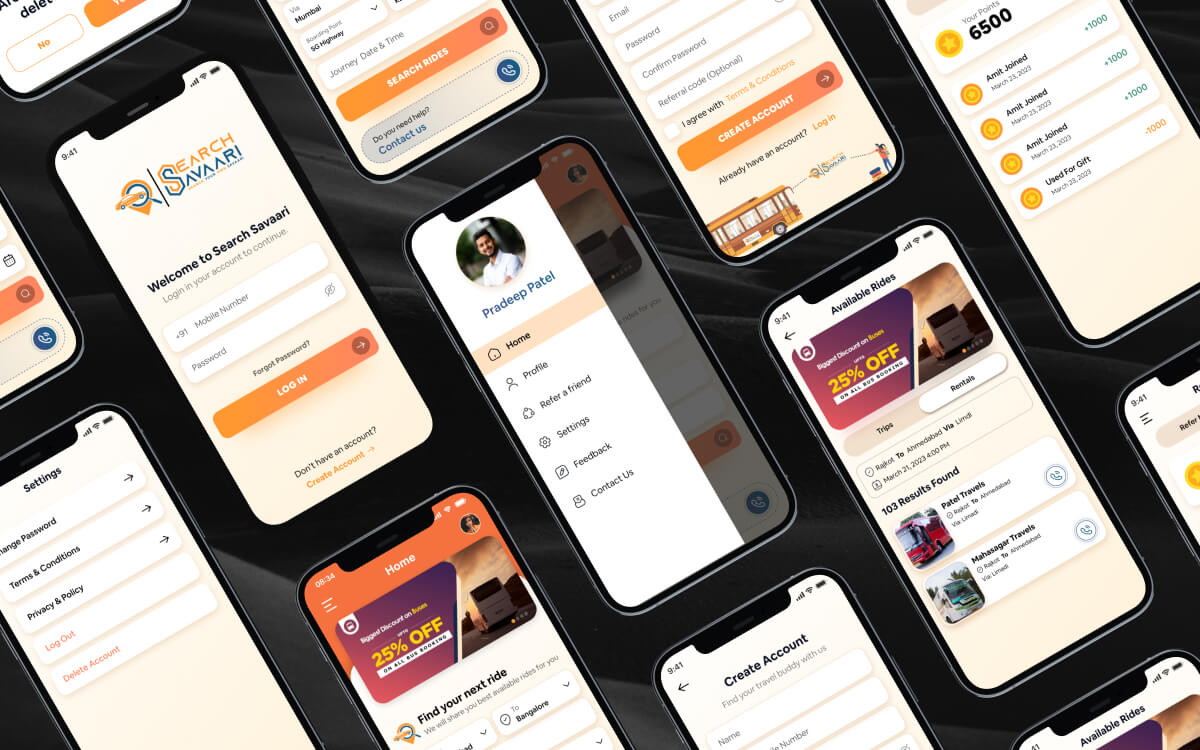 delete
No
Via
Mumbai
Boarding Point
SG Highway
Journey Date & Time
SEARCH RIDES
Do you need help?
Contact us
Email
Password
Confirm Password
Referral code (Optional)
I agree with Terms & Conditions
CREATE ACCOUNT
Already have an account? Log in
SEARCH
SAVAARI
Your Points
6500
Amit Joined
March 23, 2023
+1000
Amit Joined
March 23, 2023
+1000
Amit Joined
March 23, 2023
+1000
Used For Gift
March 23, 2023
-1000
9:41
SEARCH
SAVAARI
Welcome to Search Savaari
Login in your account to continue.
+91 Mobile Number
Password
Forgot Password?
LOG IN
Don't have an account?
Create Account
Pradeep Patel
Home
Profile
Refer a friend
Settings
Feedback
Contact Us
rides for you
9:41
Available Rides
Biggest Discount on Buses
UPTO
25% OFF
ON ALL BUS BOOKING
Trips
Rentals
Rajkot To Ahmedabad Via Limdi
March 21, 2023 4:00 PM
103 Results Found
Patel Travels
Rajkot To Ahmedabad
Via: Limadi
Mahasagar Travels
Rajkot To Ahmedabad
Via: Limadi
9:41
Settings
hange Password
Terms & Conditions
Privacy & Policy
Log Out
Delete Account
08:34
Home
Biggest Discount on Buses
UPTO
25% OFF
ON ALL BUS BOOKING
Find your next ride
We will share you best available rides for you
To
Bangalore
9:41
Create Account
Find your travel buddy with us
Name
9:41
Available Rides